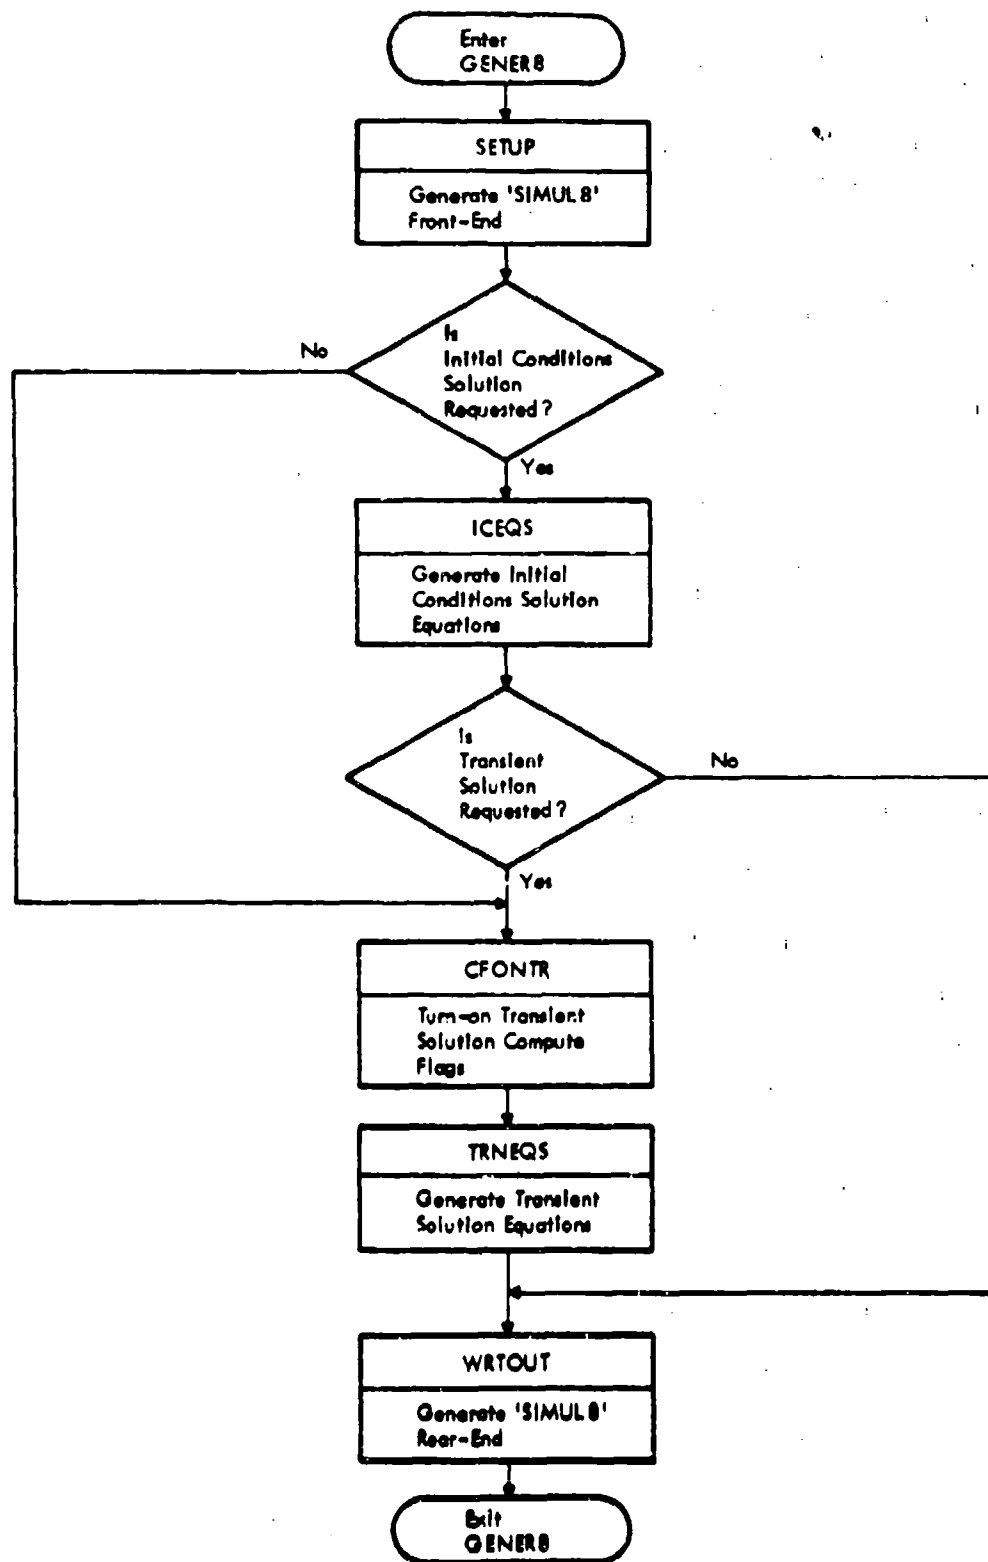 Enter
GENER8
SETUP
Generate 'SIMUL8'
Front-End
Is
Initial Conditions
Solution
Requested?
No
Yes
ICEQS
Generate Initial
Conditions Solution
Equations
Is
Transient
Solution
Requested?
No
Yes
CFONTR
Turn-on Transient
Solution Compute
Flags
TRNEQS
Generate Transient
Solution Equations
WRTOUT
Generate 'SIMUL8'
Rear-End
Exit
GENER8